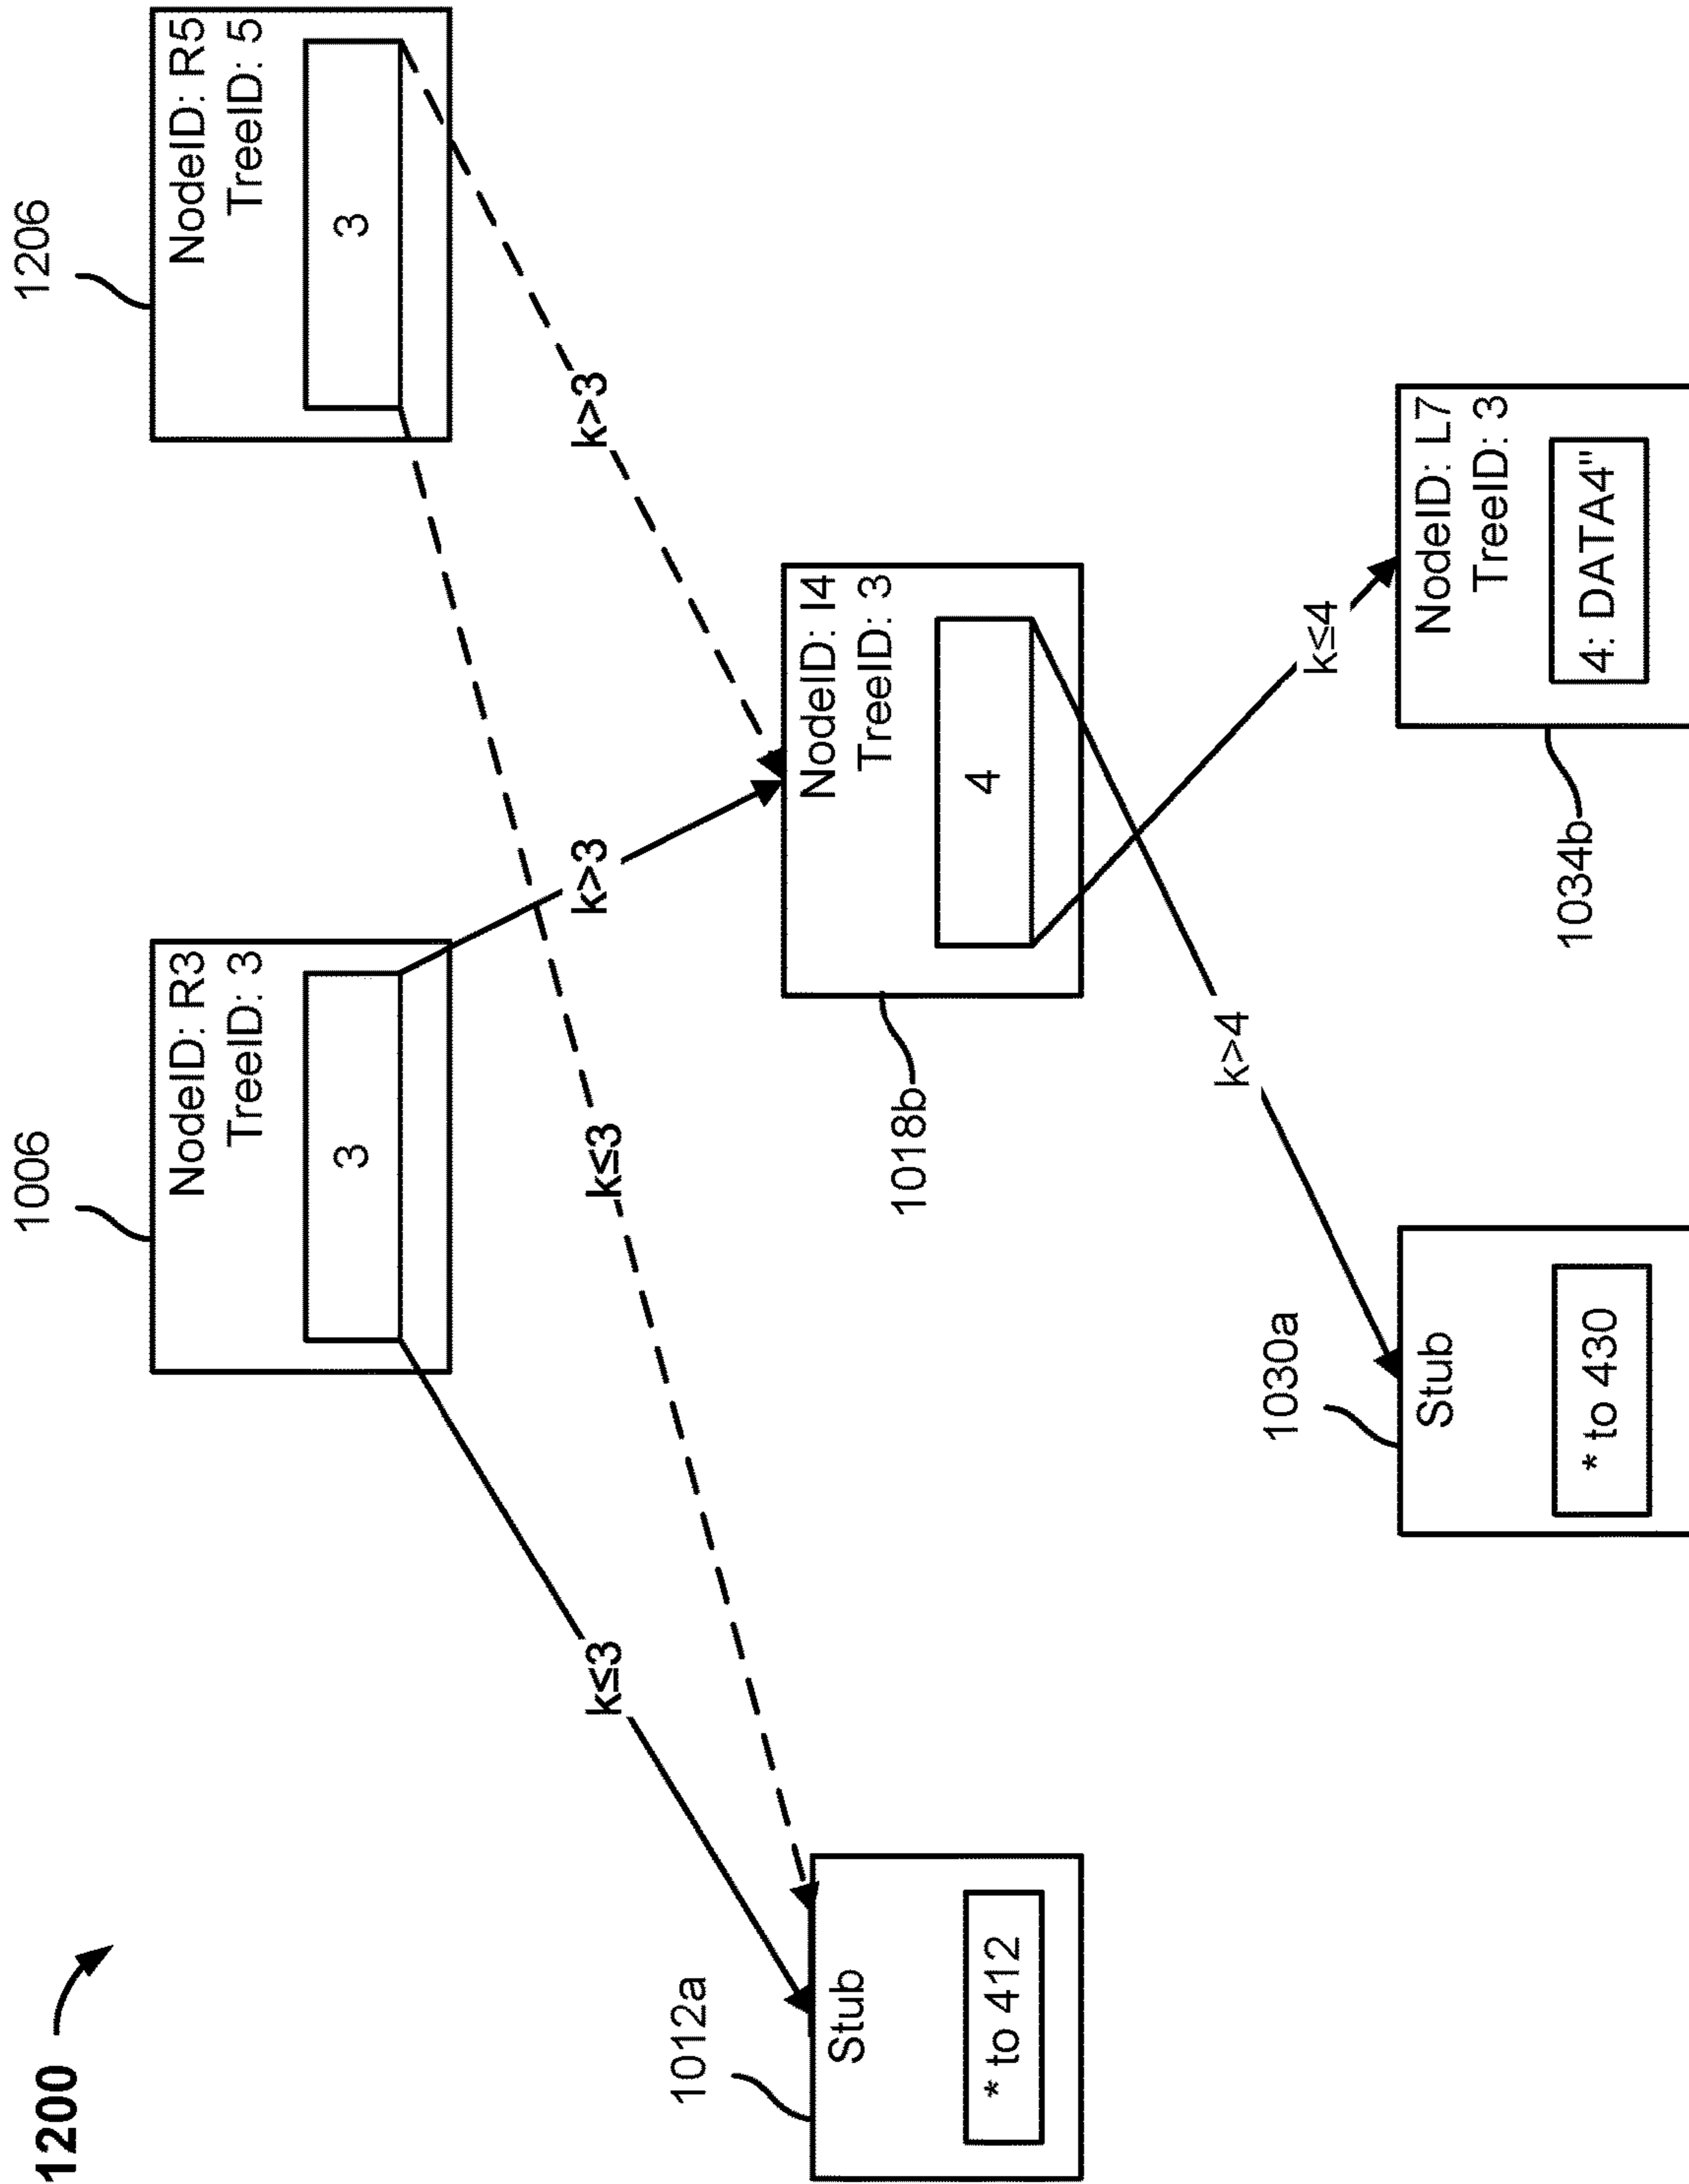 1200
1006
1206
NodeID: R3
TreeID: 3
3
NodeID: R5
TreeID: 5
3
k≤3
k≤3
k>3
k>3
1012a
Stub
* to 412
1018b
NodeID: I4
TreeID: 3
4
k>4
k≤4
1030a
Stub
* to 430
1034b
NodeID: L7
TreeID: 3
4: DATA4"